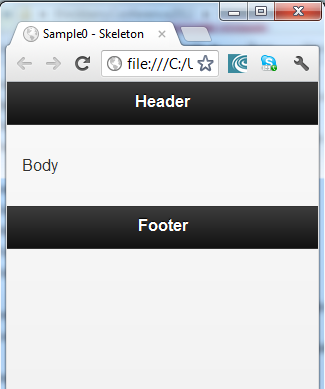 Sample0 - Skeleton
file:///C:/U
Header
Body
Footer